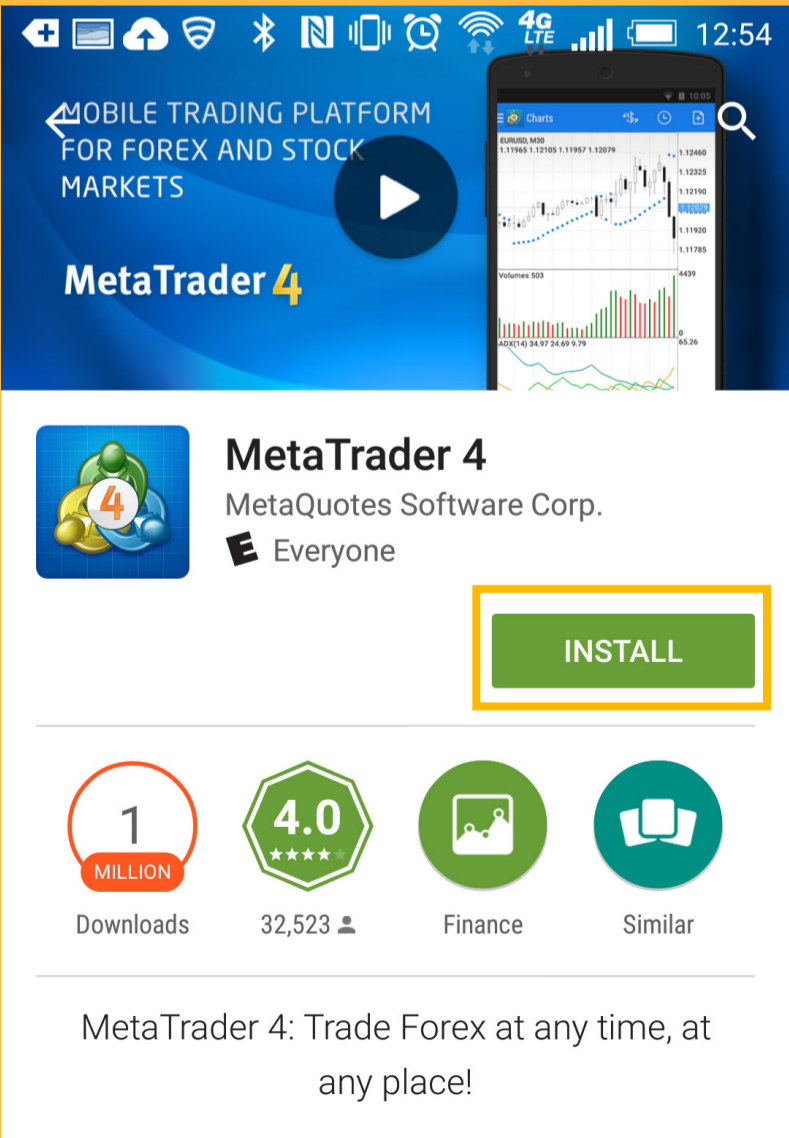 4G
LTE
12:54
MOBILE TRADING PLATFORM
FOR FOREX AND STOCK
MARKETS
MetaTrader 4
10:05
Charts
EURUSD, M30
1.11965 1.12105 1.11957 1.12079
1.12460
1.12325
1.12190
1.12079
1.11920
1.11785
Volumes 503
4439
0
ADX(14) 34.97 24.69 9.79
65.26
4
MetaTrader 4
MetaQuotes Software Corp.
E Everyone
INSTALL
1
MILLION
Downloads
4.0
32,523
Finance
Similar
MetaTrader 4: Trade Forex at any time, at
any place!